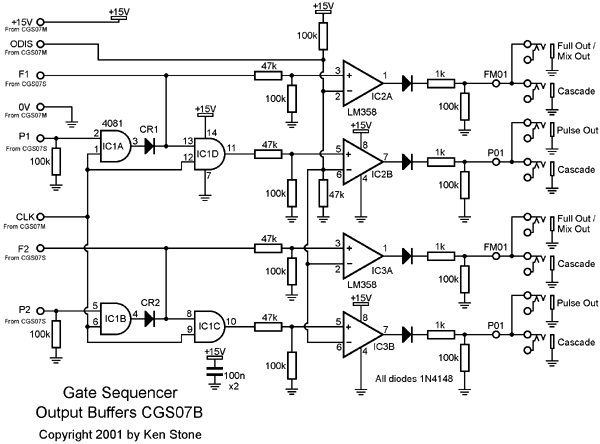 +15V
+15V
+15V
From CGS07M
100k
ODIS
From CGS07M
F1
From CGS07S
0V
From CGS07M
P1
From CGS07S
100k
4081
2
1
3
IC1A
CR1
+15V
14
13
12
11
7
IC1D
47k
100k
47k
100k
47k
3
2
1
IC2A
LM358
+15V
5
6
8
7
4
IC2B
1k
100k
FM01
Full Out /
Mix Out
Cascade
1k
100k
P01
Pulse Out
Cascade
CLK
From CGS07M
F2
From CGS07S
P2
From CGS07S
100k
5
6
4
IC1B
CR2
8
9
10
IC1C
+15V
100n
x2
47k
100k
47k
100k
3
2
1
IC3A
LM358
+15V
5
6
8
7
4
IC3B
1k
100k
FM01
Full Out /
Mix Out
Cascade
1k
100k
P01
Pulse Out
Cascade
All diodes 1N4148
Gate Sequencer
Output Buffers CGS07B
Copyright 2001 by Ken Stone